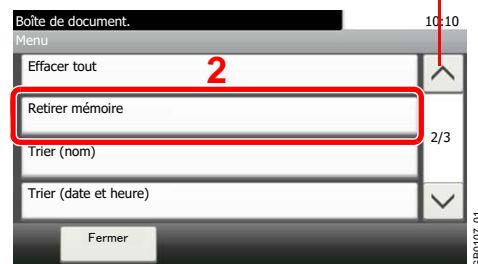 Boîte de document. 10:10
Menu
Effacer tout
2
Retirer mémoire
2/3
Trier (nom)
Trier (date et heure)
Fermer